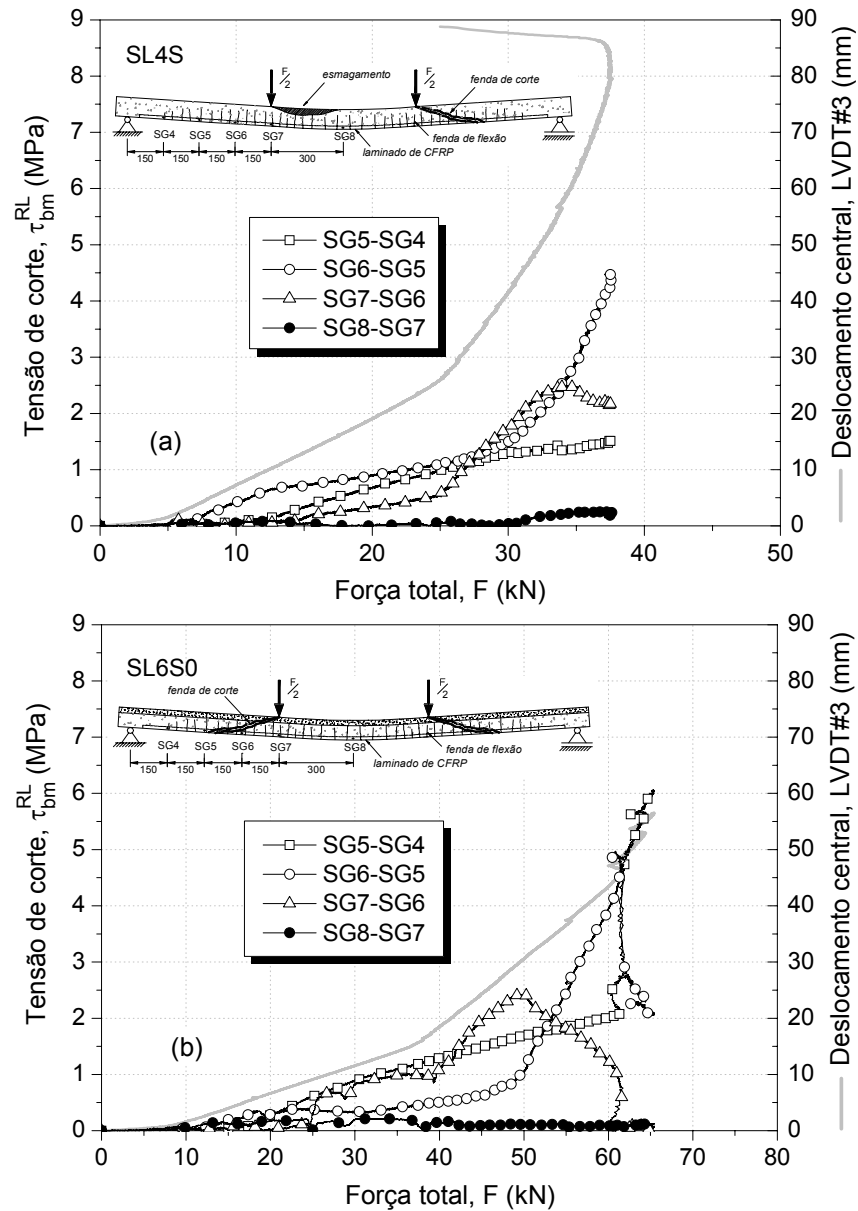 SL4S
F/2
F/2
esmagamento
fenda de corte
SG4 SG5 SG6 SG7 SG8
fenda de flexão
laminado de CFRP
150 150 150 150 300
SG5-SG4
SG6-SG5
SG7-SG6
SG8-SG7
(a)
9
8
7
6
5
4
3
2
1
0
Tensão de corte, τ_bm^RL (MPa)
90
80
70
60
50
40
30
20
10
0
Deslocamento central, LVDT#3 (mm)
0 10 20 30 40 50
Força total, F (kN)
SL6S0
F/2
F/2
fenda de corte
SG4 SG5 SG6 SG7 SG8
fenda de flexão
laminado de CFRP
150 150 150 150 300
SG5-SG4
SG6-SG5
SG7-SG6
SG8-SG7
(b)
9
8
7
6
5
4
3
2
1
0
Tensão de corte, τ_bm^RL (MPa)
90
80
70
60
50
40
30
20
10
0
Deslocamento central, LVDT#3 (mm)
0 10 20 30 40 50 60 70 80
Força total, F (kN)